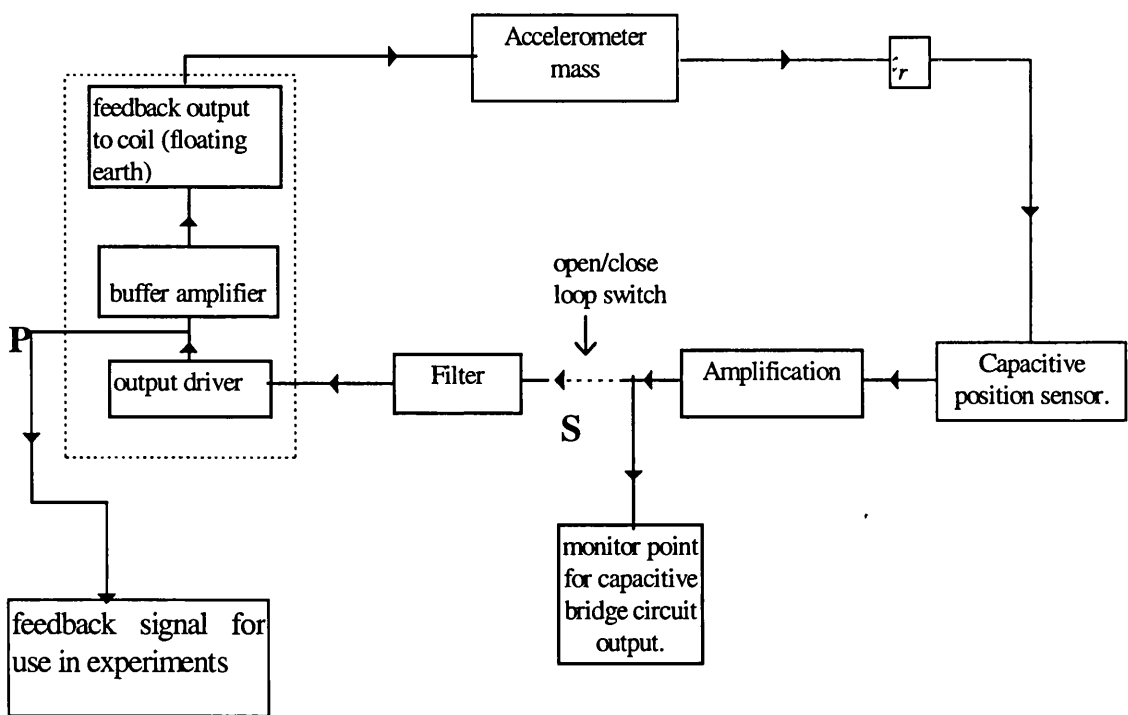 Accelerometer
mass
feedback output
to coil (floating
earth)
buffer amplifier
P
output driver
Filter
open/close
loop switch
S
Amplification
Capacitive
position sensor.
monitor point
for capacitive
bridge circuit
output.
feedback signal for
use in experiments